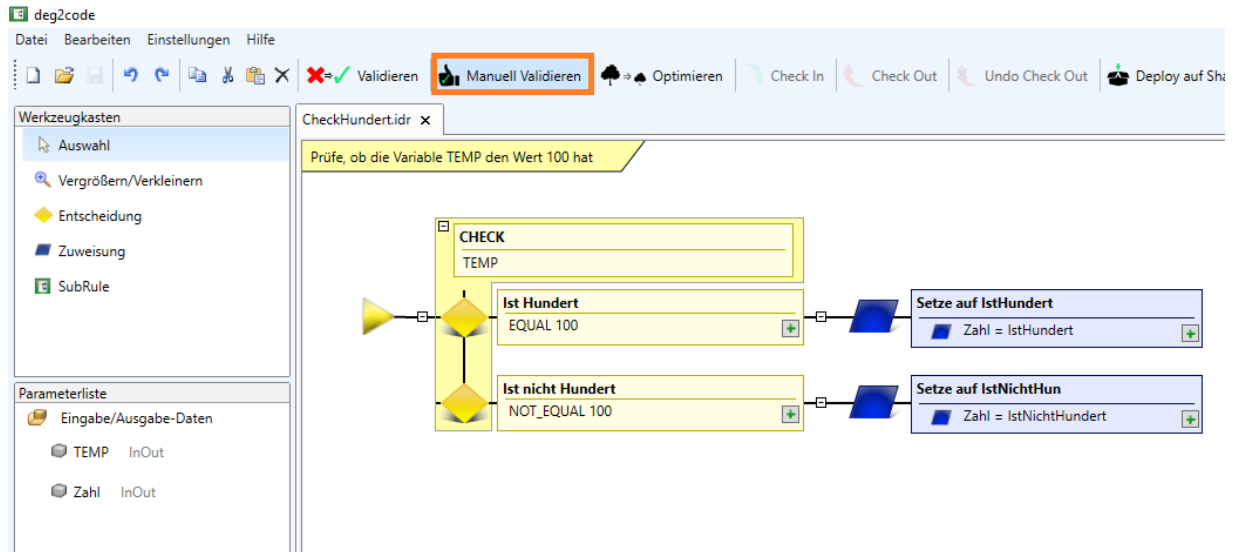 deg2code
Datei Bearbeiten Einstellungen Hilfe
Validieren Manuell Validieren Optimieren Check In Check Out Undo Check Out Deploy auf Sha
Werkzeugkasten
Auswahl
Vergrößern/Verkleinern
Entscheidung
Zuweisung
SubRule
Parameterliste
Eingabe/Ausgabe-Daten
TEMP InOut
Zahl InOut
CheckHundert.idr x
Prüfe, ob die Variable TEMP den Wert 100 hat
CHECK
TEMP
Ist Hundert
EQUAL 100
Setze auf IstHundert
Zahl = IstHundert
Ist nicht Hundert
NOT_EQUAL 100
Setze auf IstNichtHun
Zahl = IstNichtHundert